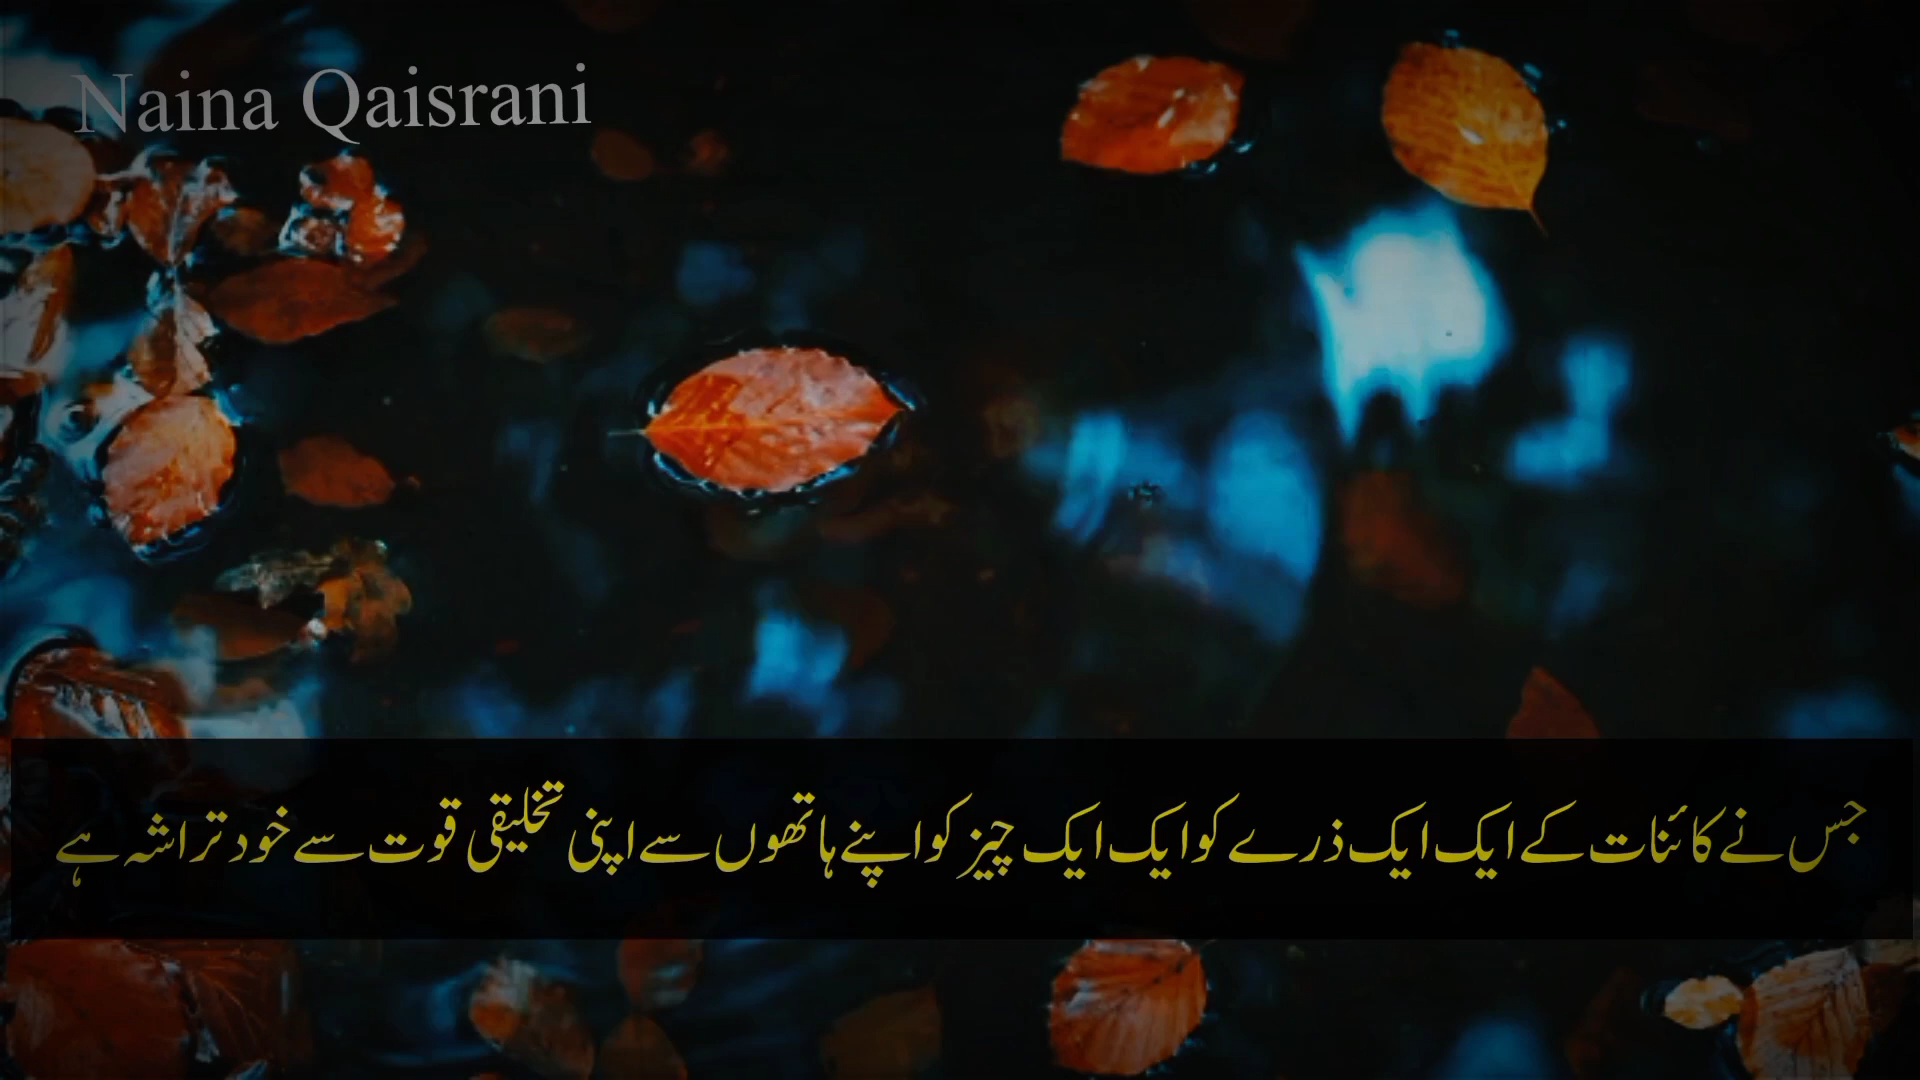 Naina Qaisrani
جس نے کائنات کے ایک ایک ذرے کو ایک ایک چیز کو اپنے ہاتھوں سے اپنی تخلیقی قوت سے خود تراشہ ہے